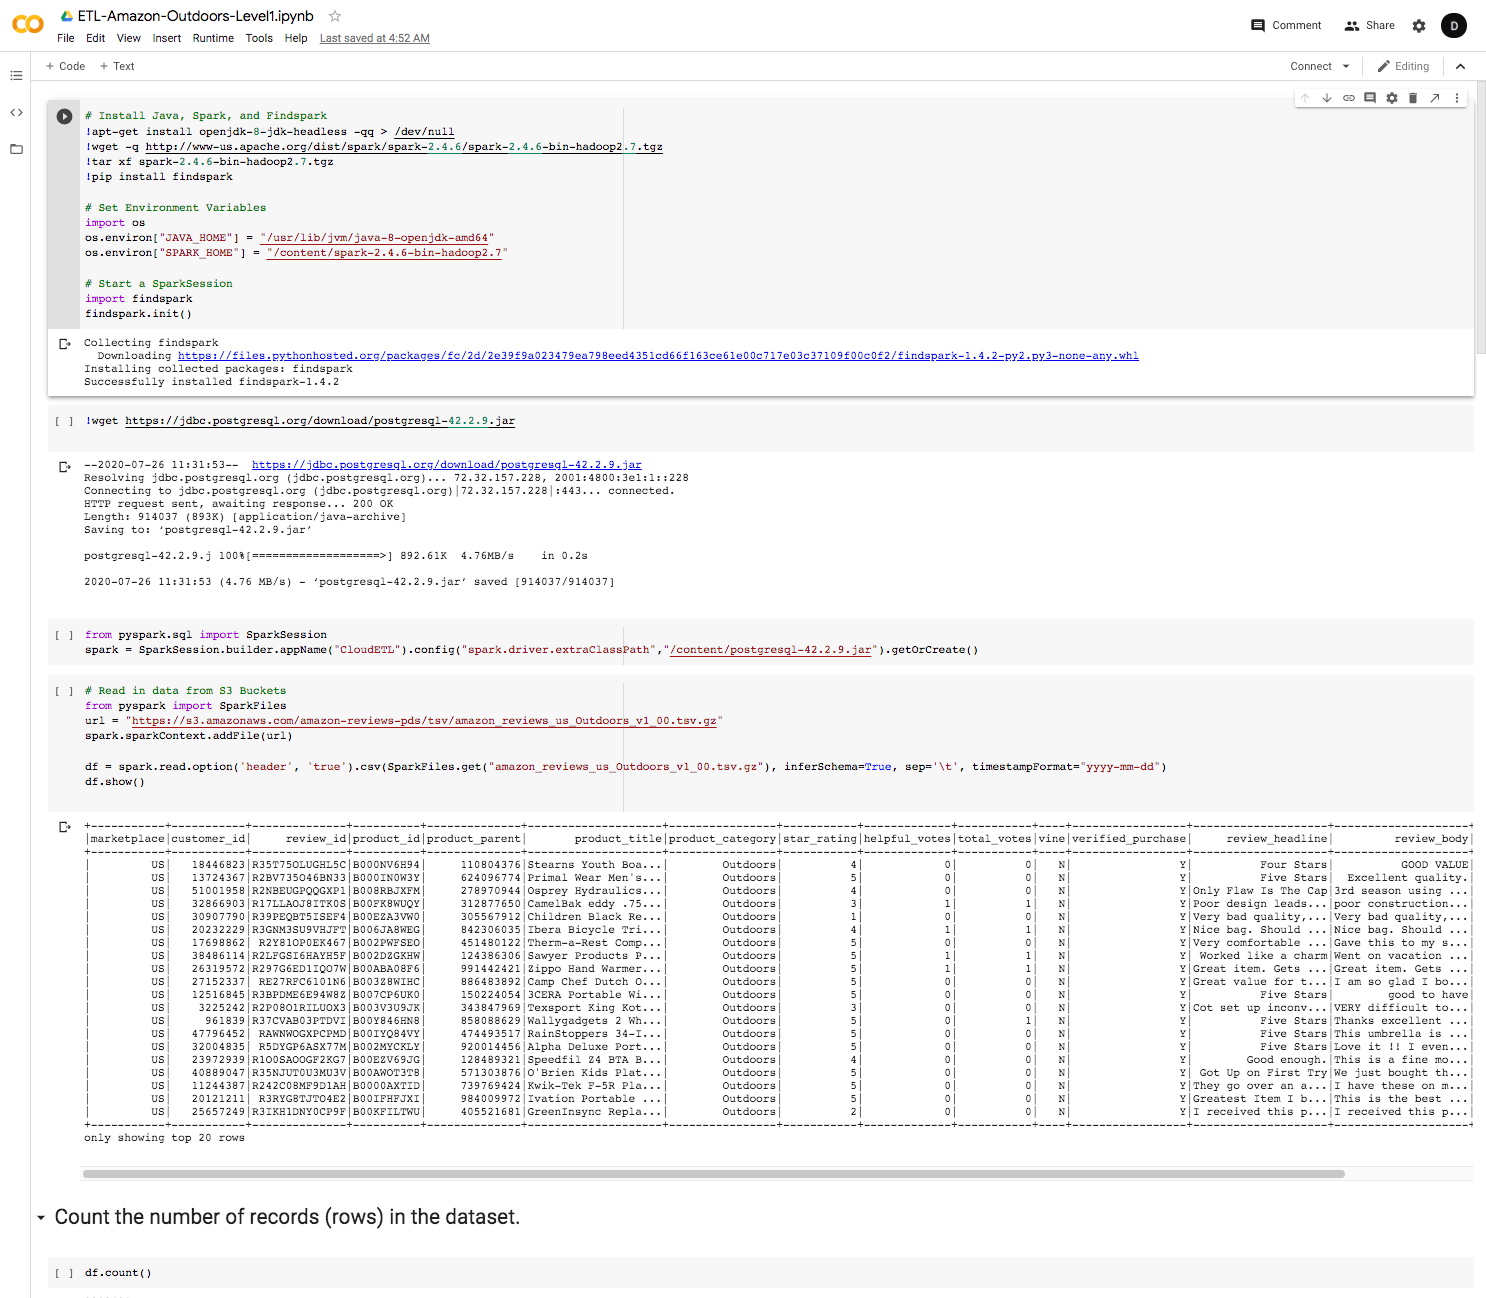 ETL-Amazon-Outdoors-Level1.ipynb
File Edit View Insert Runtime Tools Help Last saved at 4:52 AM
Comment Share D
+ Code + Text
Connect Editing
# Install Java, Spark, and Findspark
!apt-get install openjdk-8-jdk-headless -qq > /dev/null
!wget -q http://www-us.apache.org/dist/spark/spark-2.4.6/spark-2.4.6-bin-hadoop2.7.tgz
!tar xf spark-2.4.6-bin-hadoop2.7.tgz
!pip install findspark
# Set Environment Variables
import os
os.environ["JAVA_HOME"] = "/usr/lib/jvm/java-8-openjdk-amd64"
os.environ["SPARK_HOME"] = "/content/spark-2.4.6-bin-hadoop2.7"
# Start a SparkSession
import findspark
findspark.init()
Collecting findspark
Downloading https://files.pythonhosted.org/packages/fc/2d/2e39f9a023479ea798eed4351cd66f163ce61e00c717e03c37109f00c0f2/findspark-1.4.2-py2.py3-none-any.whl
Installing collected packages: findspark
Successfully installed findspark-1.4.2
[ ] !wget https://jdbc.postgresql.org/download/postgresql-42.2.9.jar
--2020-07-26 11:31:53-- https://jdbc.postgresql.org/download/postgresql-42.2.9.jar
Resolving jdbc.postgresql.org (jdbc.postgresql.org)... 72.32.157.228, 2001:4800:3e1:1::228
Connecting to jdbc.postgresql.org (jdbc.postgresql.org)|72.32.157.228|:443... connected.
HTTP request sent, awaiting response... 200 OK
Length: 914037 (893K) [application/java-archive]
Saving to: ‘postgresql-42.2.9.jar’
postgresql-42.2.9.j 100%[===================>] 892.61K 4.76MB/s in 0.2s
2020-07-26 11:31:53 (4.76 MB/s) - ‘postgresql-42.2.9.jar’ saved [914037/914037]
[ ] from pyspark.sql import SparkSession
spark = SparkSession.builder.appName("CloudETL").config("spark.driver.extraClassPath","/content/postgresql-42.2.9.jar").getOrCreate()
[ ] # Read in data from S3 Buckets
from pyspark import SparkFiles
url = "https://s3.amazonaws.com/amazon-reviews-pds/tsv/amazon_reviews_us_Outdoors_v1_00.tsv.gz"
spark.sparkContext.addFile(url)
df = spark.read.option('header', 'true').csv(SparkFiles.get("amazon_reviews_us_Outdoors_v1_00.tsv.gz"), inferSchema=True, sep='\t', timestampFormat="yyyy-mm-dd")
df.show()
|marketplace|customer_id| review_id|product_id|product_parent| product_title|product_category|star_rating|helpful_votes|total_votes|vine|verified_purchase| review_headline| review_body|
| US| 18446823|R35T75OLUGHL5C|B000NV6H94| 110804376|Stearns Youth Boa...| Outdoors| 4| 0| 0| N| Y| Four Stars| GOOD VALUE|
| US| 13724367|R2BV735O46BN33|B000IN0W3Y| 624096774|Primal Wear Men's...| Outdoors| 5| 0| 0| N| Y| Five Stars| Excellent quality.|
| US| 51001958|R2NBEUGPQQGXP1|B008RBJXFM| 278970944|Osprey Hydraulics...| Outdoors| 4| 0| 0| N| Y|Only Flaw Is The Cap|3rd season using ...|
| US| 32866903|R17LLAOJ8ITK0S|B00FK8WUQY| 312877650|CamelBak eddy .75...| Outdoors| 3| 1| 1| N| Y|Poor design leads...|poor construction...|
| US| 30907790|R39PEQBT5ISEF4|B00EZA3VW0| 305567912|Children Black Re...| Outdoors| 1| 0| 0| N| Y|Very bad quality,...|Very bad quality,...|
| US| 20232229|R3GNM3SU9VHJFT|B006JA8WEG| 842306035|Ibera Bicycle Tri...| Outdoors| 4| 1| 1| N| Y|Nice bag. Should ...|Nice bag. Should ...|
| US| 17698862| R2Y81OP0EK467|B002PWFSEO| 451480122|Therm-a-Rest Comp...| Outdoors| 5| 0| 0| N| Y|Very comfortable ...|Gave this to my s...|
| US| 38486114|R2LFGSI6HAYH5F|B002DZGKHW| 124386306|Sawyer Products P...| Outdoors| 5| 1| 1| N| Y| Worked like a charm|Went on vacation ...|
| US| 26319572|R297G6ED1IQO7W|B00ABA08F6| 991442421|Zippo Hand Warmer...| Outdoors| 5| 1| 1| N| Y|Great item. Gets ...|Great item. Gets ...|
| US| 27152337| RE27RFC6101N6|B003Z8WIHC| 886483892|Camp Chef Dutch O...| Outdoors| 5| 0| 0| N| Y|Great value for t...|I am so glad I bo...|
| US| 12516845|R3BPDME6E94W8Z|B007CP6UK0| 150224054|3CERA Portable Wi...| Outdoors| 5| 0| 0| N| Y| Five Stars| good to have|
| US| 3225242|R2P08O1RILUOX3|B003V3U9JK| 343847969|Texsport King Kot...| Outdoors| 3| 0| 0| N| Y|Cot set up inconv...|VERY difficult to...|
| US| 961839|R37CVAB03PTDVI|B00Y846HN8| 858088629|Wallygadgets 2 Wh...| Outdoors| 5| 0| 1| N| Y| Five Stars|Thanks excellent ...|
| US| 47796452| RAWNWOGXPCPMD|B00IYQ84VY| 474493517|RainStoppers 34-I...| Outdoors| 5| 0| 0| N| Y| Five Stars|This umbrella is ...|
| US| 32004835| R5DYGP6ASX77M|B002MYCKLY| 920014456|Alpha Deluxe Port...| Outdoors| 5| 0| 0| N| Y| Five Stars|Love it !! I even...|
| US| 23972939|R1O0SAOOGF2KG7|B00EZV69JG| 128489321|Speedfil Z4 BTA B...| Outdoors| 4| 0| 0| N| Y| Good enough.|This is a fine mo...|
| US| 40889047|R35NJUT0U3MU3V|B00AWOT3T8| 571303876|O'Brien Kids Plat...| Outdoors| 5| 0| 0| N| Y| Got Up on First Try|We just bought th...|
| US| 11244387|R242C08MF9D1AH|B0000AXTID| 739769424|Kwik-Tek F-5R Pla...| Outdoors| 5| 0| 0| N| Y|They go over an a...|I have these on m...|
| US| 20121211| R3RYG8TJTO4E2|B00IFHFJXI| 984009972|Ivation Portable ...| Outdoors| 5| 0| 0| N| Y|Greatest Item I b...|This is the best ...|
| US| 25657249|R3IKH1DNY0CP9F|B00KFILTWU| 405521681|GreenInsync Repla...| Outdoors| 2| 0| 0| N| Y|I received this p...|I received this p...|
only showing top 20 rows
Count the number of records (rows) in the dataset.
[ ] df.count()